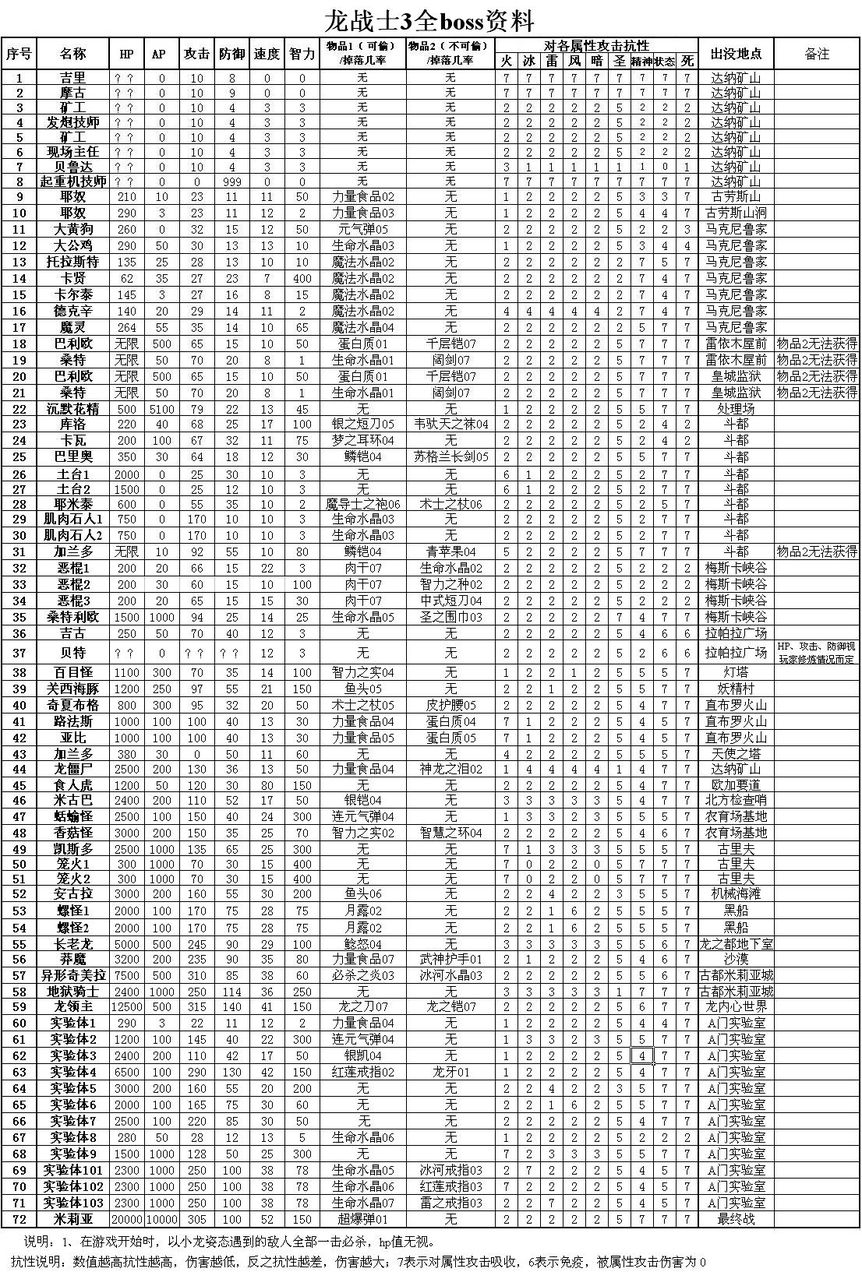 龙战士3全boss资料
序号 名称 HP AP 攻击 防御 速度 智力 物品1（可偷）/掉落几率 物品2（不可偷）/掉落几率 对各属性攻击抗性 火 冰 雷 风 暗 圣 精神 状态 死 出没地点 备注
1 吉里 ？？ 0 10 8 0 0 无 无 7 7 7 7 7 7 7 7 7 达纳矿山
2 摩古 ？？ 0 10 9 0 0 无 无 7 7 7 7 7 7 7 7 7 达纳矿山
3 矿工 ？？ 0 10 4 3 3 无 无 2 2 2 2 2 5 2 2 2 达纳矿山
4 发炮技师 ？？ 0 10 4 3 3 无 无 2 2 2 2 2 5 2 2 2 达纳矿山
5 矿工 ？？ 0 10 4 3 3 无 无 2 2 2 2 2 5 2 2 2 达纳矿山
6 现场主任 ？？ 0 10 4 3 3 无 无 2 2 2 2 2 5 2 2 2 达纳矿山
7 贝鲁达 ？？ 0 10 4 3 3 无 无 3 1 1 1 1 1 1 0 1 达纳矿山
8 起重机技师 ？？ 0 0 999 0 0 无 无 7 7 7 7 7 7 7 7 7 达纳矿山
9 耶奴 210 10 23 11 11 50 力量食品02 无 1 2 2 2 2 5 3 3 7 古劳斯山
10 耶奴 290 3 23 11 12 2 力量食品03 无 1 2 2 2 2 5 4 4 7 古劳斯山洞
11 大黄狗 260 0 32 15 12 50 元气弹05 无 2 2 2 2 2 5 2 2 3 马克尼鲁家
12 大公鸡 290 50 30 13 13 10 生命水晶03 无 1 2 2 2 2 5 3 4 4 马克尼鲁家
13 托拉斯特 135 25 28 13 10 10 魔法水晶02 无 2 2 2 2 2 2 7 5 7 马克尼鲁家
14 卡贤 62 35 27 23 7 400 魔法水晶02 无 2 2 2 2 2 2 7 4 7 马克尼鲁家
15 卡尔泰 145 3 27 16 8 15 魔法水晶02 无 2 2 2 2 2 2 7 4 7 马克尼鲁家
16 德克辛 140 20 29 14 11 2 魔法水晶02 无 4 4 4 4 4 2 7 4 7 马克尼鲁家
17 魔灵 264 55 35 14 10 65 魔法水晶04 无 2 2 2 2 2 2 5 5 7 马克尼鲁家
18 巴利欧 无限 500 65 15 10 50 蛋白质01 千层铠07 2 2 2 2 2 5 7 7 7 雷依木屋前 物品2无法获得
19 桑特 无限 50 70 20 8 1 生命水晶01 阔剑07 2 2 2 2 2 5 7 7 7 雷依木屋前 物品2无法获得
20 巴利欧 无限 500 65 15 10 50 蛋白质01 千层铠07 2 2 2 2 2 5 7 7 7 皇城监狱 物品2无法获得
21 桑特 无限 50 70 20 8 1 生命水晶01 阔剑07 2 2 2 2 2 5 7 7 7 皇城监狱 物品2无法获得
22 沉默花精 500 5100 79 22 13 45 无 无 1 2 2 2 2 5 5 7 7 处理场
23 库洛 220 40 68 25 17 100 银之短刀05 韦驮天之袜04 2 2 2 2 2 5 2 4 2 斗都
24 卡瓦 200 100 67 32 11 75 梦之耳环04 无 2 2 2 2 2 5 2 4 2 斗都
25 巴里奥 350 30 64 18 12 30 鳞铠04 苏格兰长剑05 2 2 2 2 2 5 5 7 7 斗都
26 土台1 2000 0 25 30 10 3 无 无 6 1 2 2 2 5 2 7 7 斗都
27 土台2 1500 0 25 12 10 3 无 无 6 1 2 2 2 5 2 7 7 斗都
28 耶米泰 600 0 55 35 10 2 魔导士之袍06 术士之杖06 2 2 2 2 2 5 2 5 7 斗都
29 肌肉石人1 750 0 170 10 10 3 生命水晶03 无 2 2 2 2 2 5 2 7 7 斗都
30 肌肉石人2 750 0 170 10 10 3 生命水晶03 无 2 2 2 2 2 5 2 7 7 斗都
31 加兰多 无限 10 92 55 10 80 鳞铠04 青苹果04 5 2 2 2 2 5 7 7 7 斗都 物品2无法获得
32 恶棍1 200 20 66 15 22 3 肉干07 生命水晶02 2 2 2 2 2 5 2 2 2 梅斯卡峡谷
33 恶棍2 200 30 60 15 10 100 肉干07 智力之种02 2 2 2 2 2 5 2 2 2 梅斯卡峡谷
34 恶棍3 200 20 65 15 15 30 肉干07 中式短刀04 2 2 2 2 2 5 2 2 2 梅斯卡峡谷
35 桑特利欧 1500 1000 94 25 14 25 生命水晶05 圣之围巾03 2 2 2 2 2 7 4 7 7 梅斯卡峡谷
36 吉古 250 50 70 40 12 3 无 无 2 2 2 2 2 5 4 6 6 拉帕拉广场
37 贝特 ？？ 0 ？？ ？？ 12 3 无 无 2 2 2 2 2 5 2 6 6 拉帕拉广场 HP、攻击、防御视玩家修炼情况而定
38 百目怪 1100 300 70 35 14 100 智力之实04 无 1 2 2 1 2 5 5 5 7 灯塔
39 关西海豚 1200 250 97 55 21 150 鱼头05 无 2 2 1 2 2 5 5 7 7 妖精村
40 奇夏布格 800 300 95 32 20 50 术士之杖05 皮护腰05 2 2 2 2 2 5 4 7 7 直布罗火山
41 路法斯 1000 100 100 40 13 30 力量食品04 蛋白质04 7 1 2 2 2 5 4 5 7 直布罗火山
42 亚比 1000 100 100 40 13 30 力量食品05 蛋白质05 7 1 2 2 2 5 4 5 7 直布罗火山
43 加兰多 380 30 0 50 11 60 无 无 4 2 2 2 2 5 5 5 7 天使之塔
44 龙僵尸 2500 200 130 36 13 50 力量食品04 神龙之泪02 1 4 4 4 4 1 4 7 7 达纳矿山
45 食人虎 1200 50 120 30 80 150 无 无 2 2 2 2 2 5 4 7 7 欧加要道
46 米古巴 2400 200 110 52 17 50 银铠04 无 3 3 3 3 3 5 4 7 7 北方检查哨
47 蛞蝓怪 2500 100 150 40 24 300 连元气弹04 无 1 3 3 2 3 5 5 5 7 农育场基地
48 香菇怪 3000 200 150 35 25 70 智力之实02 智慧之环04 2 2 2 2 2 5 4 6 7 农育场基地
49 凯斯多 2500 1000 135 65 25 300 无 无 7 1 3 3 3 5 5 5 7 古里夫
50 笼火1 300 1000 70 30 15 400 无 无 7 0 2 2 0 5 7 7 7 古里夫
51 笼火2 300 1000 70 30 15 400 无 无 7 0 2 2 0 5 7 7 7 古里夫
52 安古拉 3000 200 160 55 30 200 鱼头06 无 2 2 4 2 2 3 5 5 7 机械海滩
53 螺怪1 2000 100 170 75 28 75 月露02 无 2 2 1 6 2 5 5 5 7 黑船
54 螺怪2 2000 100 170 75 28 75 月露02 无 2 2 1 6 2 5 5 5 7 黑船
55 长老龙 5000 500 245 90 29 100 鲶怒04 无 3 3 3 3 3 5 5 6 7 龙之都地下室
56 莽魔 3200 200 235 90 35 80 力量食品07 武神护手01 2 1 2 2 2 5 4 6 7 沙漠
57 异形奇美拉 7500 500 310 85 38 60 必杀之炎03 冰河水晶03 2 2 2 2 2 5 5 7 7 古都米莉亚城
58 地狱骑士 2400 1000 250 114 36 250 无 无 3 3 3 3 3 1 7 7 7 古都米莉亚城
59 龙领主 12500 500 315 140 41 150 龙之刀07 龙之铠07 2 2 2 2 2 5 6 7 7 龙内心世界
60 实验体1 290 3 22 11 12 2 力量食品04 无 1 2 2 2 2 5 4 4 7 A门实验室
61 实验体2 1200 100 145 40 22 300 连元气弹04 无 1 3 3 2 3 5 5 7 7 A门实验室
62 实验体3 2400 200 110 42 17 50 银凯04 无 1 2 2 2 2 5 4 7 7 A门实验室
63 实验体4 6500 100 290 130 42 150 红莲戒指02 龙牙01 1 2 2 2 2 5 4 7 7 A门实验室
64 实验体5 3000 200 160 55 20 200 无 无 2 2 4 2 2 3 5 7 7 A门实验室
65 实验体6 2000 100 165 75 30 60 无 无 2 2 1 6 2 5 5 7 7 A门实验室
66 实验体7 2500 100 220 85 30 50 无 无 2 2 2 2 2 5 4 7 7 A门实验室
67 实验体8 280 50 28 12 13 5 生命水晶06 无 1 2 2 2 2 5 2 2 2 A门实验室
68 实验体9 1500 1000 128 50 25 300 无 无 7 2 3 3 3 5 5 7 7 A门实验室
69 实验体101 2300 1000 250 100 38 78 生命水晶05 冰河戒指03 2 7 2 2 2 5 4 5 7 A门实验室
70 实验体102 2300 1000 250 100 38 78 生命水晶06 红莲戒指03 7 2 2 2 2 5 4 5 7 A门实验室
71 实验体103 2300 1000 250 100 38 78 生命水晶07 雷之戒指03 2 2 7 2 2 5 4 5 7 A门实验室
72 米莉亚 20000 10000 305 100 52 150 超爆弹01 无 2 2 2 2 2 5 7 7 7 最终战
说明：1、在游戏开始时，以小龙姿态遇到的敌人全部一击必杀，hp值无视。
抗性说明：数值越高抗性越高，伤害越低，反之抗性越差，伤害越大；7表示对属性攻击吸收，6表示免疫，被属性攻击伤害为0